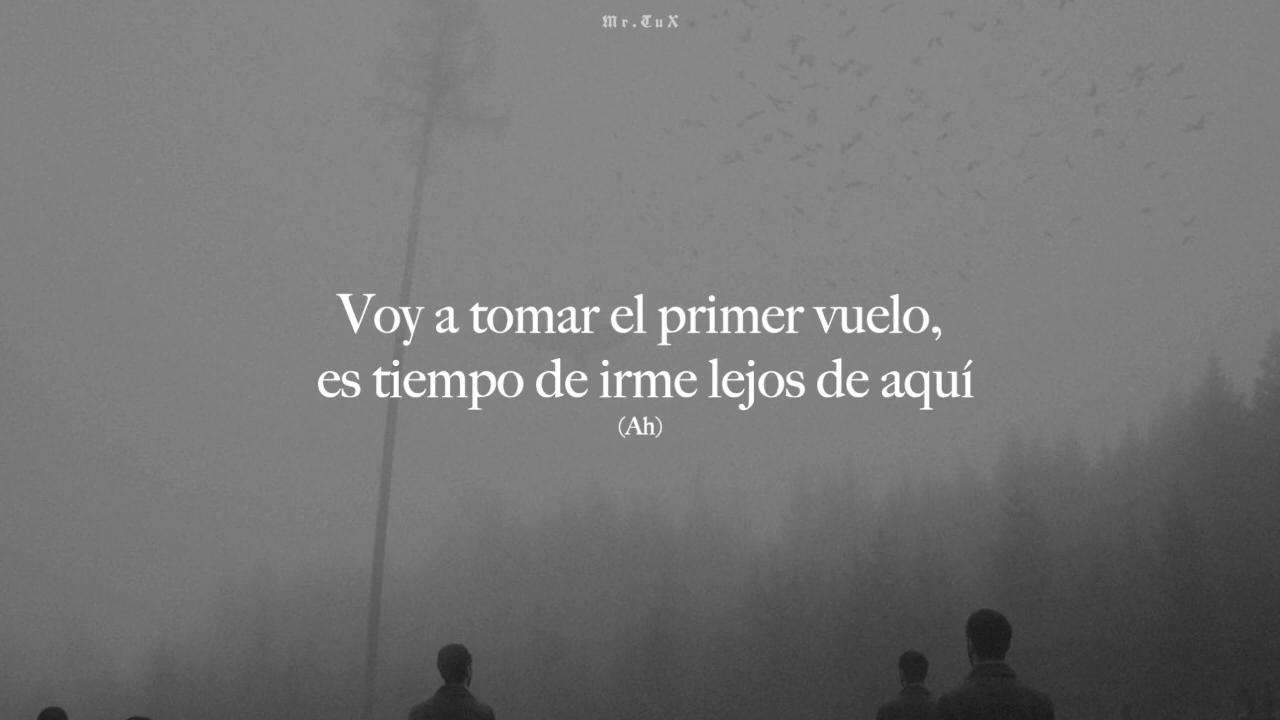 Mr.TuX
Voy a tomar el primer vuelo,
es tiempo de irme lejos de aquí
(Ah)